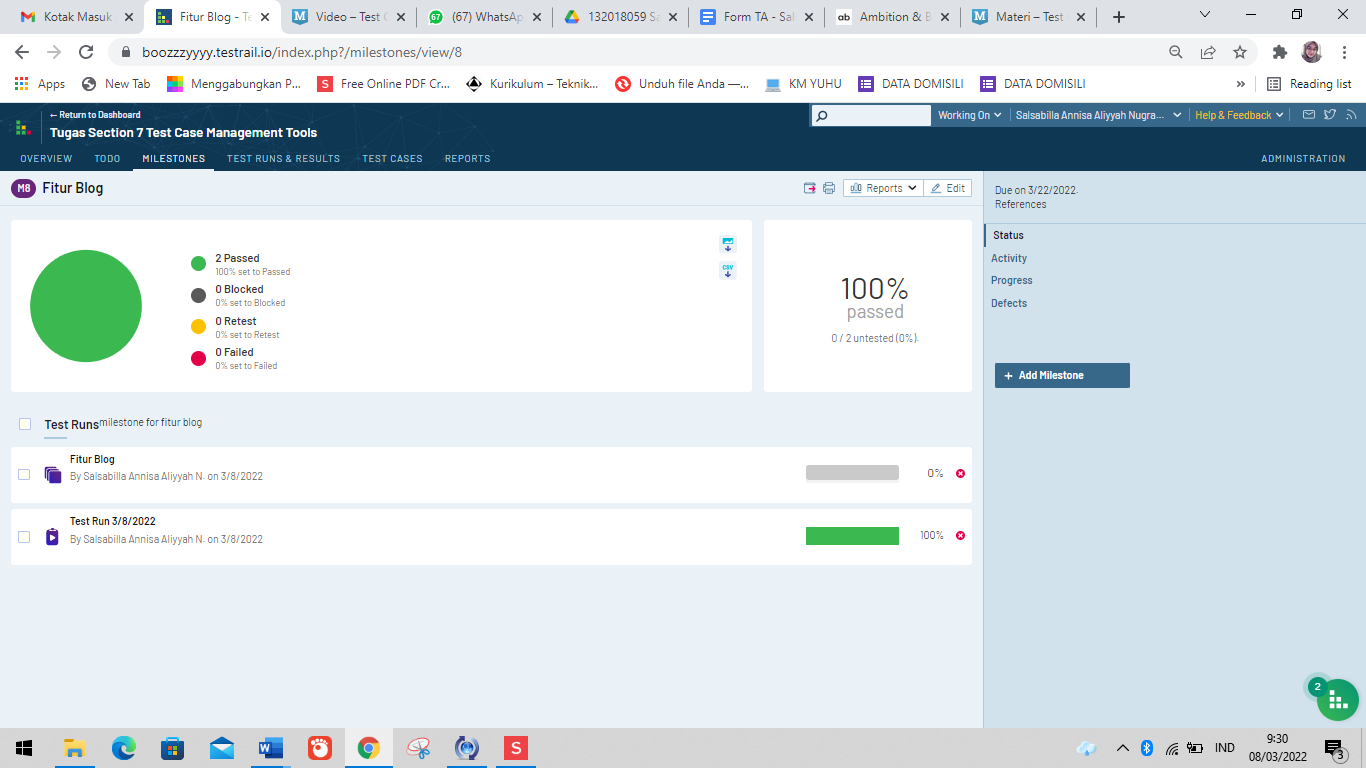 Kotak Masuk
Fitur Blog - Te
Video – Test C
67
(67) WhatsAp
132018059 Sa
Form TA - Sal
ab
Ambition & B
Materi – Test
boozzzyyyy.testrail.io/index.php?/milestones/view/8
Apps
New Tab
Menggabungkan P...
S
Free Online PDF Cr...
Kurikulum – Teknik...
Unduh file Anda —...
KM YUHU
DATA DOMISILI
DATA DOMISILI
»
Reading list
← Return to Dashboard
Tugas Section 7 Test Case Management Tools
Working On
Salsabilla Annisa Aliyyah Nugra...
Help & Feedback
OVERVIEW
TODO
MILESTONES
TEST RUNS & RESULTS
TEST CASES
REPORTS
ADMINISTRATION
M8
Fitur Blog
Reports
Edit
Due on 3/22/2022.
References
Status
Activity
Progress
Defects
+ Add Milestone
2 Passed
100% set to Passed
0 Blocked
0% set to Blocked
0 Retest
0% set to Retest
0 Failed
0% set to Failed
CSV
100%
passed
0 / 2 untested (0%).
Test Runs
milestone for fitur blog
Fitur Blog
By Salsabilla Annisa Aliyyah N. on 3/8/2022
0%
Test Run 3/8/2022
By Salsabilla Annisa Aliyyah N. on 3/8/2022
100%
2
W
S
IND
9:30
08/03/2022
3